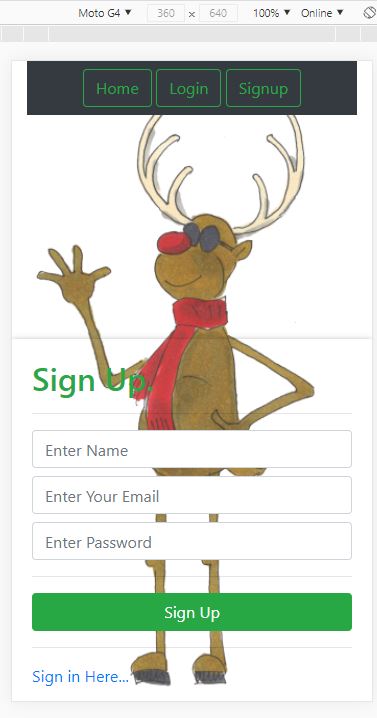 Moto G4 ▼ 360 x 640 100% ▼ Online ▼
Home Login Signup
Sign Up.
Enter Name
Enter Your Email
Enter Password
Sign Up
Sign in Here...